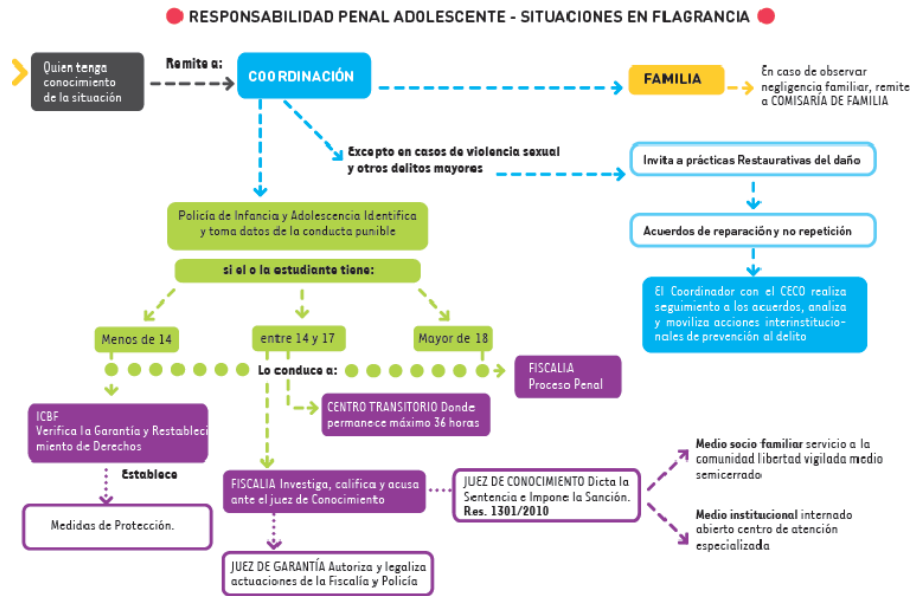 RESPONSABILIDAD PENAL ADOLESCENTE - SITUACIONES EN FLAGRANCIA
Quien tenga
conocimiento
de la situación
Remite a:
COORDINACIÓN
FAMILIA
En caso de observar
negligencia familiar, remite
a COMISARÍA DE FAMILIA
Excepto en casos de violencia sexual
y otros delitos mayores
Invita a prácticas Restaurativas del daño
Policía de Infancia y Adolescencia Identifica
y toma datos de la conducta punible
Acuerdos de reparación y no repetición
si el o la estudiante tiene:
El Coordinador con el CECO realiza
seguimiento a los acuerdos, analiza
y moviliza acciones interinstitucio-
nales de prevención al delito
Menos de 14
entre 14 y 17
Mayor de 18
Lo conduce a:
FISCALIA
Proceso Penal
CENTRO TRANSITORIO Donde
permanece máximo 36 horas
ICBF
Verifica la Garantía y Restableci
miento de Derechos
Establece
Medidas de Protección.
FISCALIA Investiga, califica y acusa
ante el juez de Conocimiento
JUEZ DE CONOCIMIENTO Dicta la
Sentencia e Impone la Sanción.
Res. 1301/2010
Medio socio familiar servicio a la
comunidad libertad vigilada medio
semicerrado
Medio institucional internado
abierto centro de atención
especializada
JUEZ DE GARANTÍA Autoriza y legaliza
actuaciones de la Fiscalía y Policía